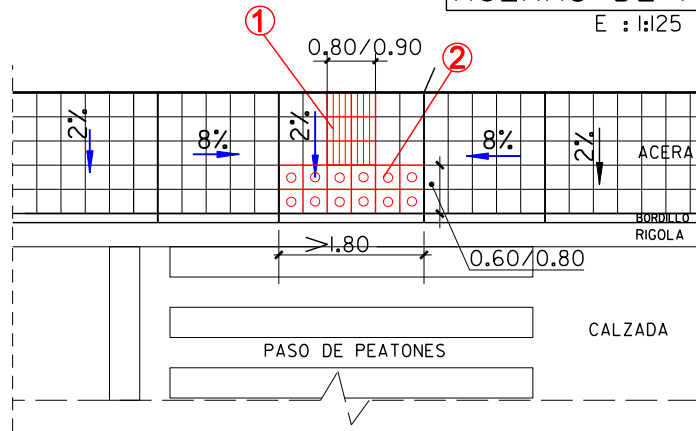 E : 1:125
1
0.80/0.90
2
2%
8%
2%
8%
2%
ACERA
BORDILLO
RIGOLA
>1.80
0.60/0.80
CALZADA
PASO DE PEATONES